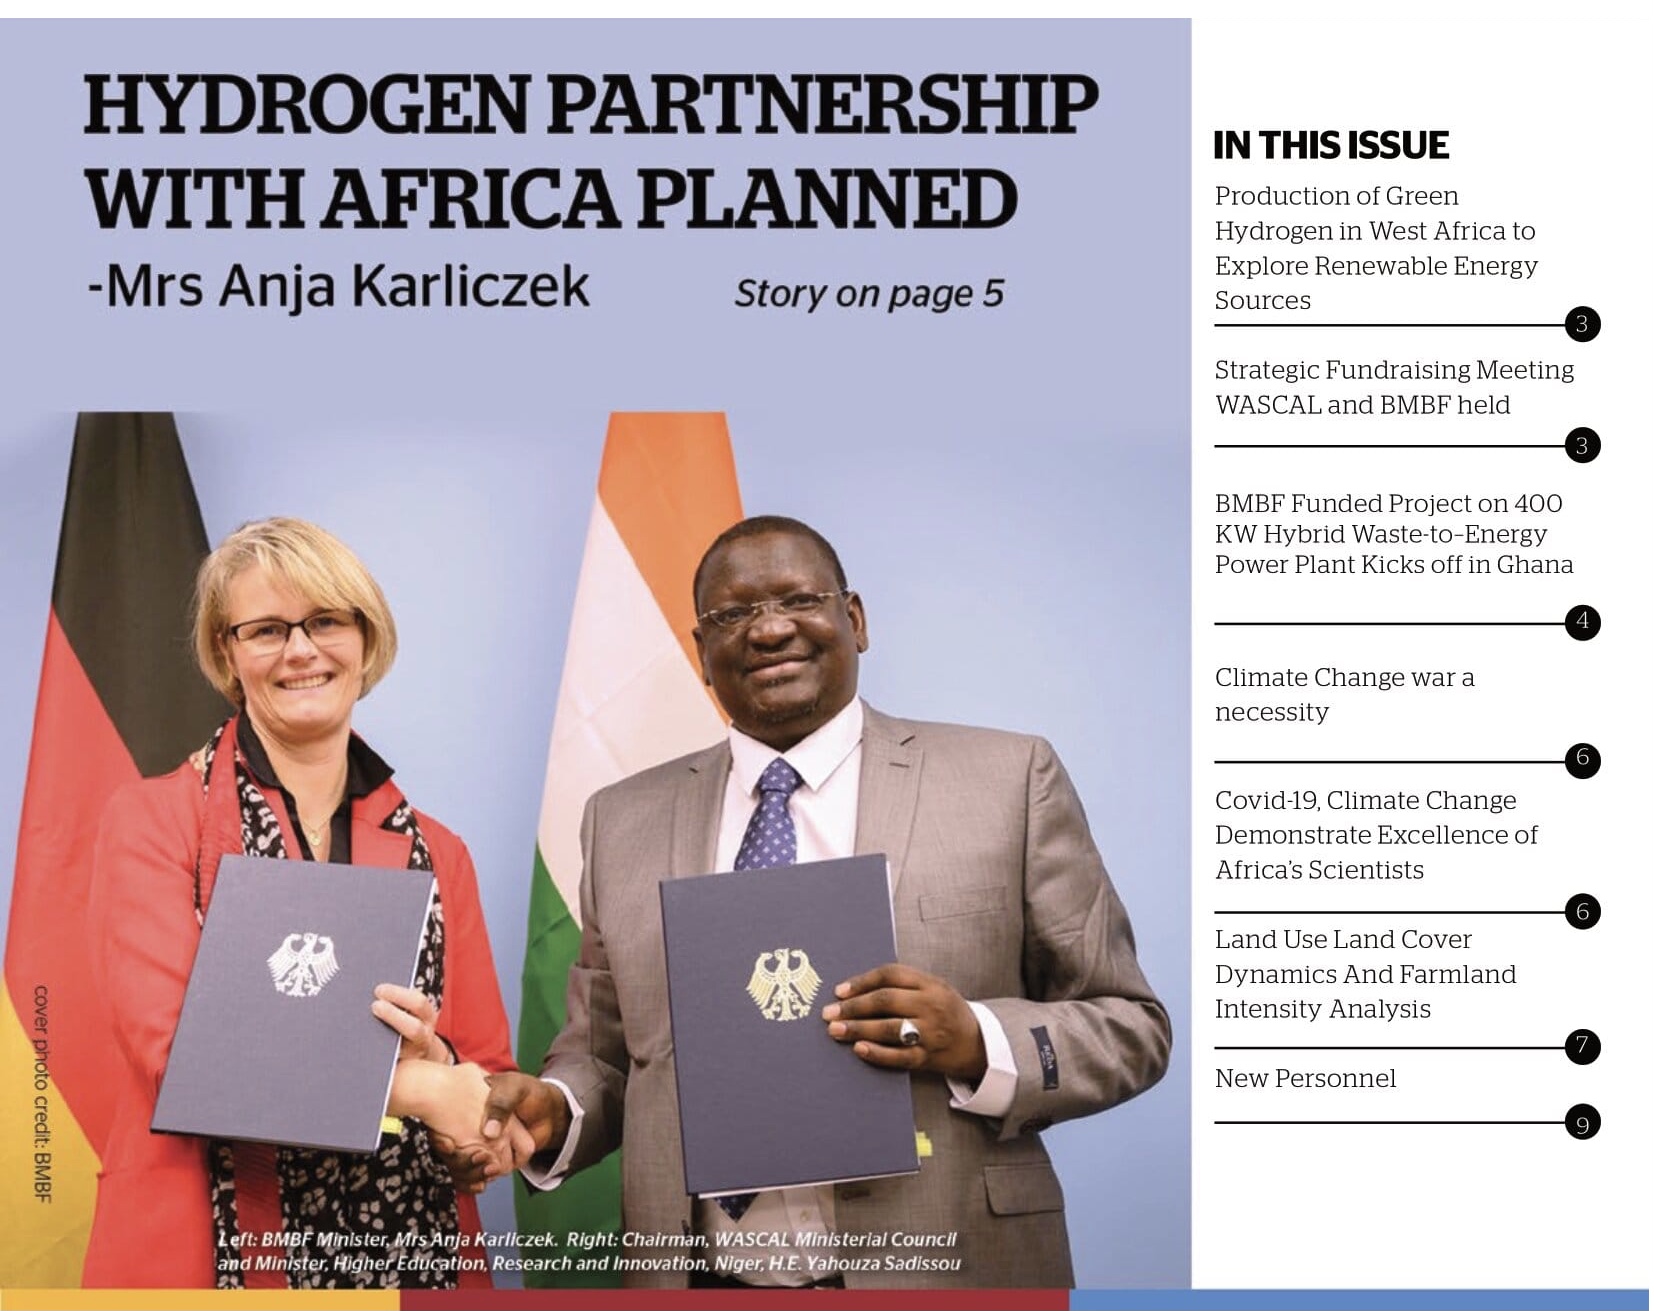 HYDROGEN PARTNERSHIP
WITH AFRICA PLANNED
-Mrs Anja Karliczek
Story on page 5
cover photo credit: BMBF
Left: BMBF Minister, Mrs Anja Karliczek. Right: Chairman, WASCAL Ministerial Council
and Minister, Higher Education, Research and Innovation, Niger, H.E. Yahouza Sadissou
IN THIS ISSUE
Production of Green
Hydrogen in West Africa to
Explore Renewable Energy
Sources
3
Strategic Fundraising Meeting
WASCAL and BMBF held
3
BMBF Funded Project on 400
KW Hybrid Waste-to-Energy
Power Plant Kicks off in Ghana
4
Climate Change war a
necessity
6
Covid-19, Climate Change
Demonstrate Excellence of
Africa's Scientists
6
Land Use Land Cover
Dynamics And Farmland
Intensity Analysis
7
New Personnel
9